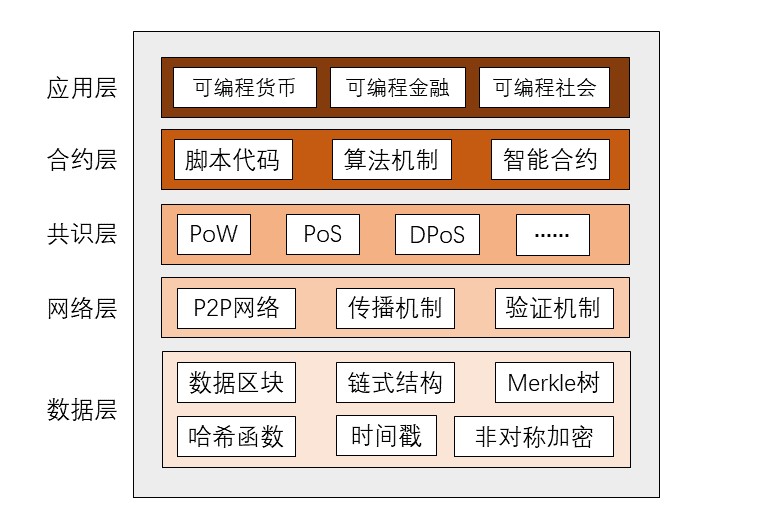 应用层 可编程货币 可编程金融 可编程社会
合约层 脚本代码 算法机制 智能合约
共识层 PoW PoS DPoS ······
网络层 P2P网络 传播机制 验证机制
数据层
数据区块 链式结构 Merkle树
哈希函数 时间戳 非对称加密